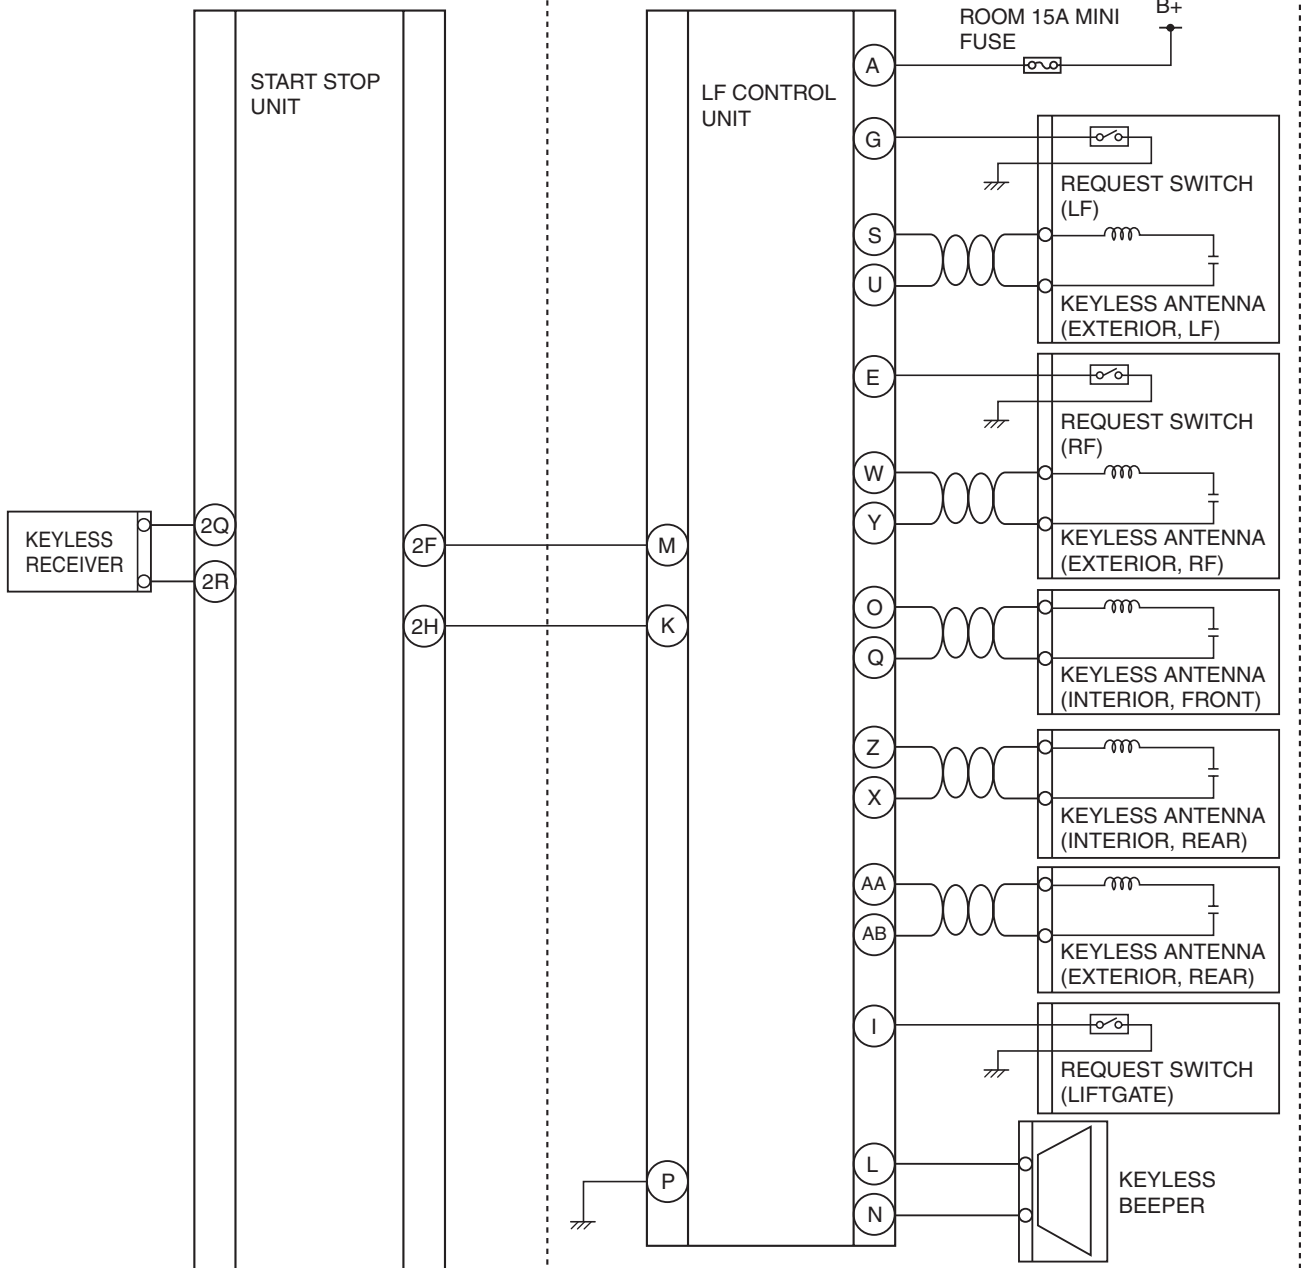 B+
ROOM 15A MINI
FUSE
START STOP
UNIT
LF CONTROL
UNIT
A
G
REQUEST SWITCH
(LF)
S
U
KEYLESS ANTENNA
(EXTERIOR, LF)
E
REQUEST SWITCH
(RF)
W
Y
KEYLESS ANTENNA
(EXTERIOR, RF)
KEYLESS
RECEIVER
2Q
2R
2F
M
2H
K
O
Q
KEYLESS ANTENNA
(INTERIOR, FRONT)
Z
X
KEYLESS ANTENNA
(INTERIOR, REAR)
AA
AB
KEYLESS ANTENNA
(EXTERIOR, REAR)
I
REQUEST SWITCH
(LIFTGATE)
P
L
N
KEYLESS
BEEPER